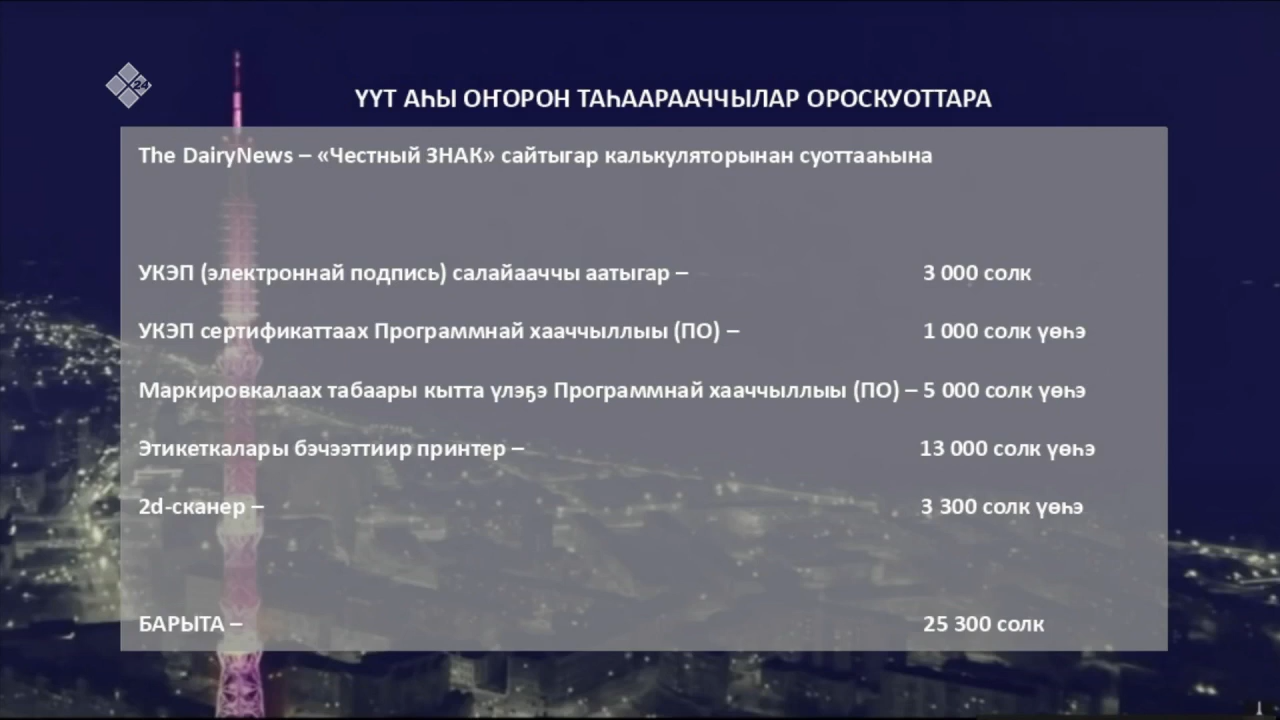 Х24
ҮҮТ АҺЫ ОҤОРОН ТАҺААРААЧЧЫЛАР ОРОСКУОТТАРА
The DairyNews – «Честный ЗНАК» сайтыгар калькуляторынан суоттааһына
УКЭП (электроннай подпись) салайааччы аатыгар – 3 000 солк
УКЭП сертификаттаах Программнай хааччыллыы (ПО) – 1 000 солк үөһэ
Маркировкалаах табаары кытта үлэҕэ Программнай хааччыллыы (ПО) – 5 000 солк үөһэ
Этикеткалары бэчээттиир принтер – 13 000 солк үөһэ
2d-сканер – 3 300 солк үөһэ
БАРЫТА – 25 300 солк